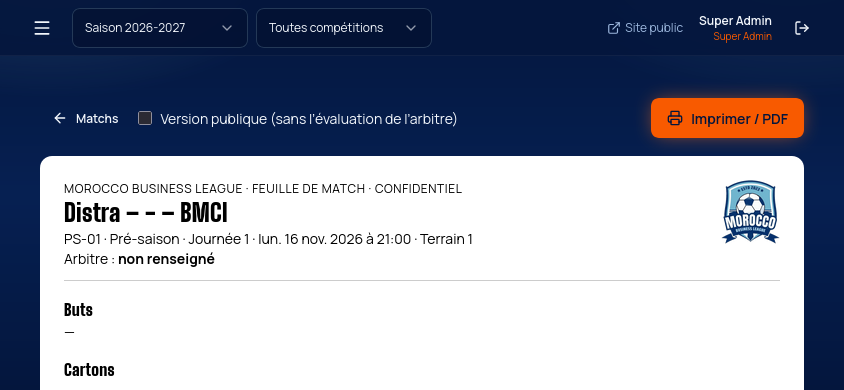 Saison 2026-2027
Toutes compétitions
Site public
Super Admin
Super Admin
Matchs
Version publique (sans l'évaluation de l'arbitre)
Imprimer / PDF
MOROCCO BUSINESS LEAGUE · FEUILLE DE MATCH · CONFIDENTIEL
Distra – - – BMCI
PS-01 · Pré-saison · Journée 1 · lun. 16 nov. 2026 à 21:00 · Terrain 1
Arbitre : non renseigné
MOROCCO
BUSINESS LEAGUE
Buts
—
Cartons